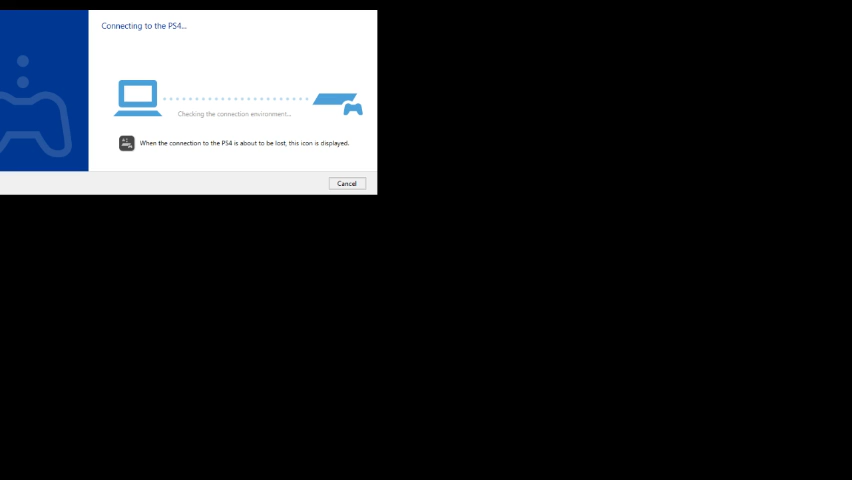 Connecting to the PS4...
Checking the connection environment...
When the connection to the PS4 is about to be lost, this icon is displayed.
Cancel